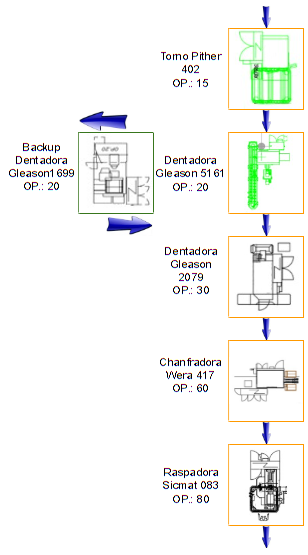 Torno Pither
402
OP.: 15
Backup
Dentadora
Gleason1699
OP.: 20
Dentadora
Gleason 5161
OP.: 20
Dentadora
Gleason
2079
OP.: 30
Chanfradora
Wera 417
OP.: 60
Raspadora
Sicmat 083
OP.: 80